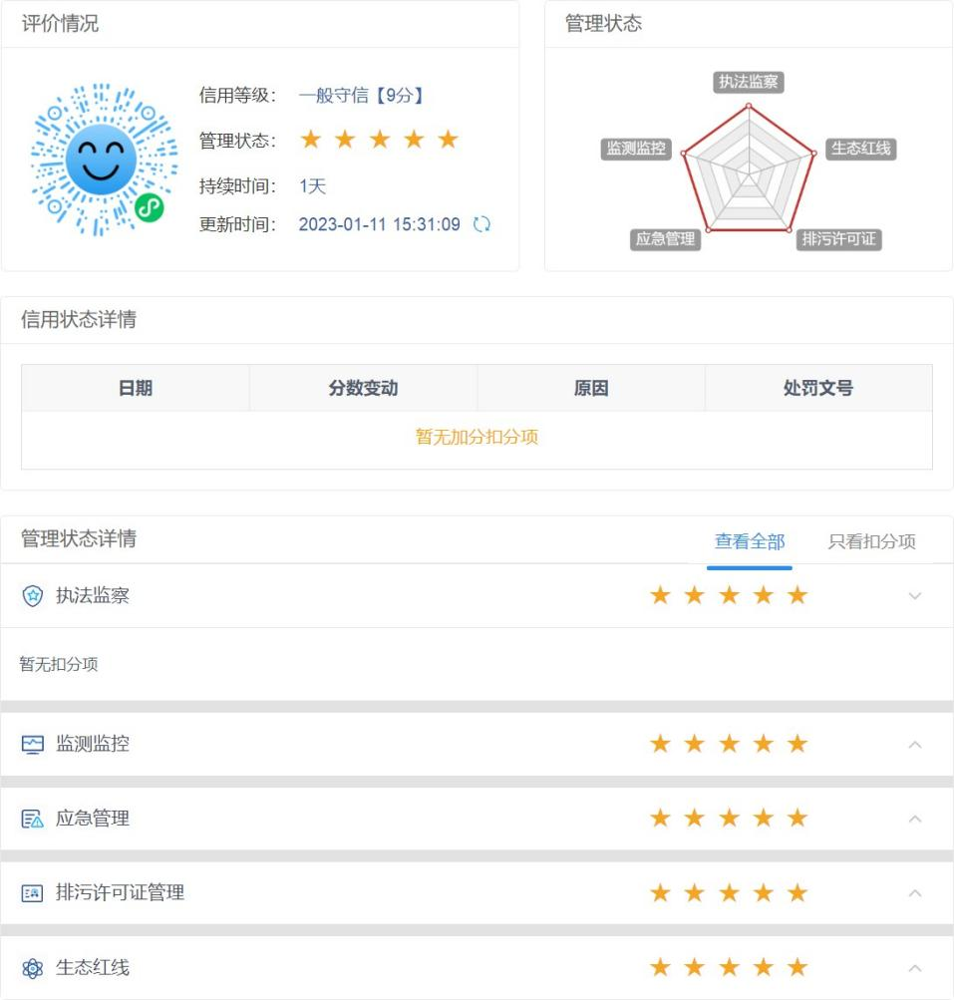 评价情况
信用等级： 一般守信【9分】
管理状态：
持续时间： 1天
更新时间： 2023-01-11 15:31:09
管理状态
执法监察
监测监控
生态红线
应急管理
排污许可证
信用状态详情
日期 分数变动 原因 处罚文号
暂无加分扣分项
管理状态详情 查看全部 只看扣分项
执法监察
暂无扣分项
监测监控
应急管理
排污许可证管理
生态红线